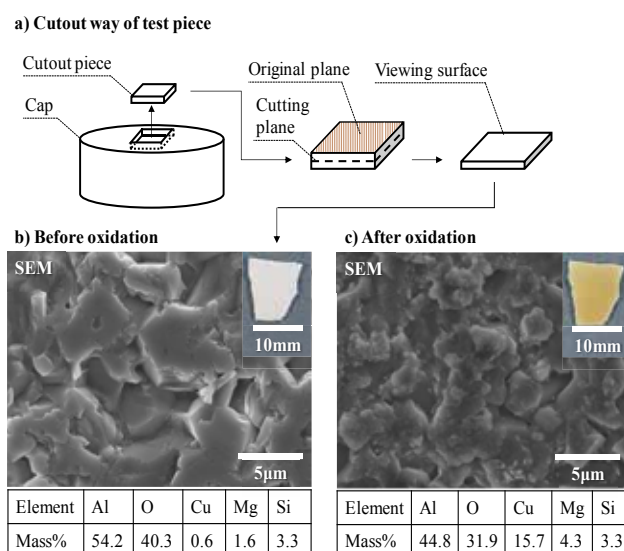 a) Cutout way of test piece
Cutout piece
Original plane
Viewing surface
Cap
Cutting
plane
b) Before oxidation
SEM
10mm
5μm
Element Al O Cu Mg Si
Mass% 54.2 40.3 0.6 1.6 3.3
c) After oxidation
SEM
10mm
5μm
Element Al O Cu Mg Si
Mass% 44.8 31.9 15.7 4.3 3.3